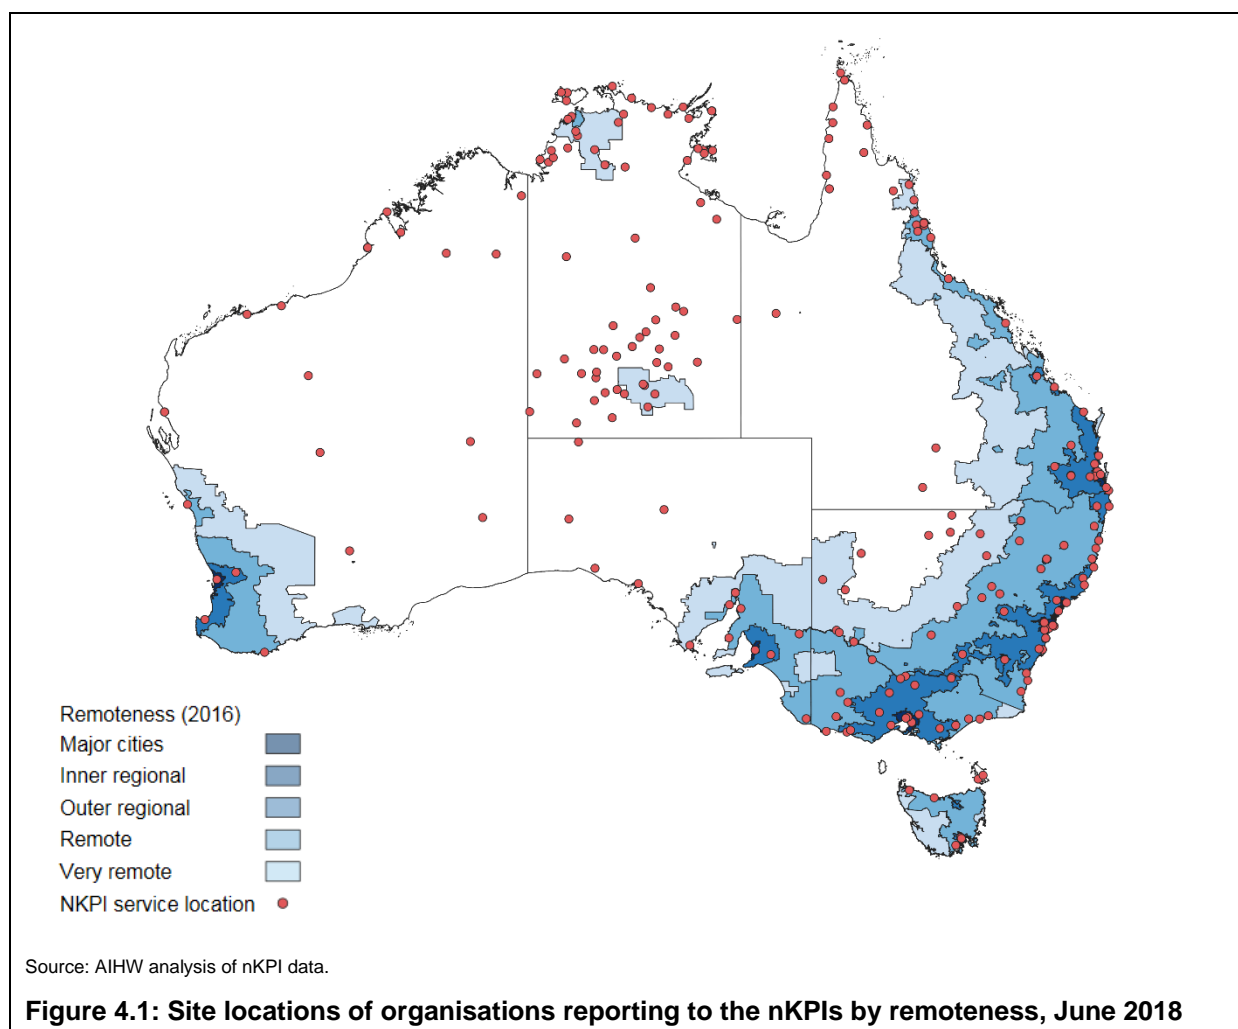 Remoteness (2016)
Major cities
Inner regional
Outer regional
Remote
Very remote
NKPI service location
Source: AIHW analysis of nKPI data.
Figure 4.1: Site locations of organisations reporting to the nKPIs by remoteness, June 2018